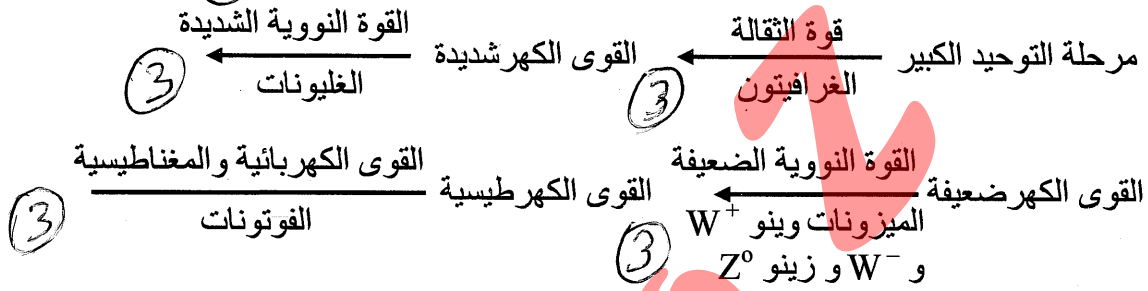 مرحلة التوحيد الكبير قوة الثقالة القوى الكهرشديدة القوة النووية الشديدة
الغرافيتون الغليونات
3 3
القوى الكهرضعيفة القوة النووية الضعيفة القوى الكهرطيسية القوى الكهربائية والمغناطيسية
الميزونات وينو W⁺ الفوتونات
و W⁻ و زينو Z⁰
3 3